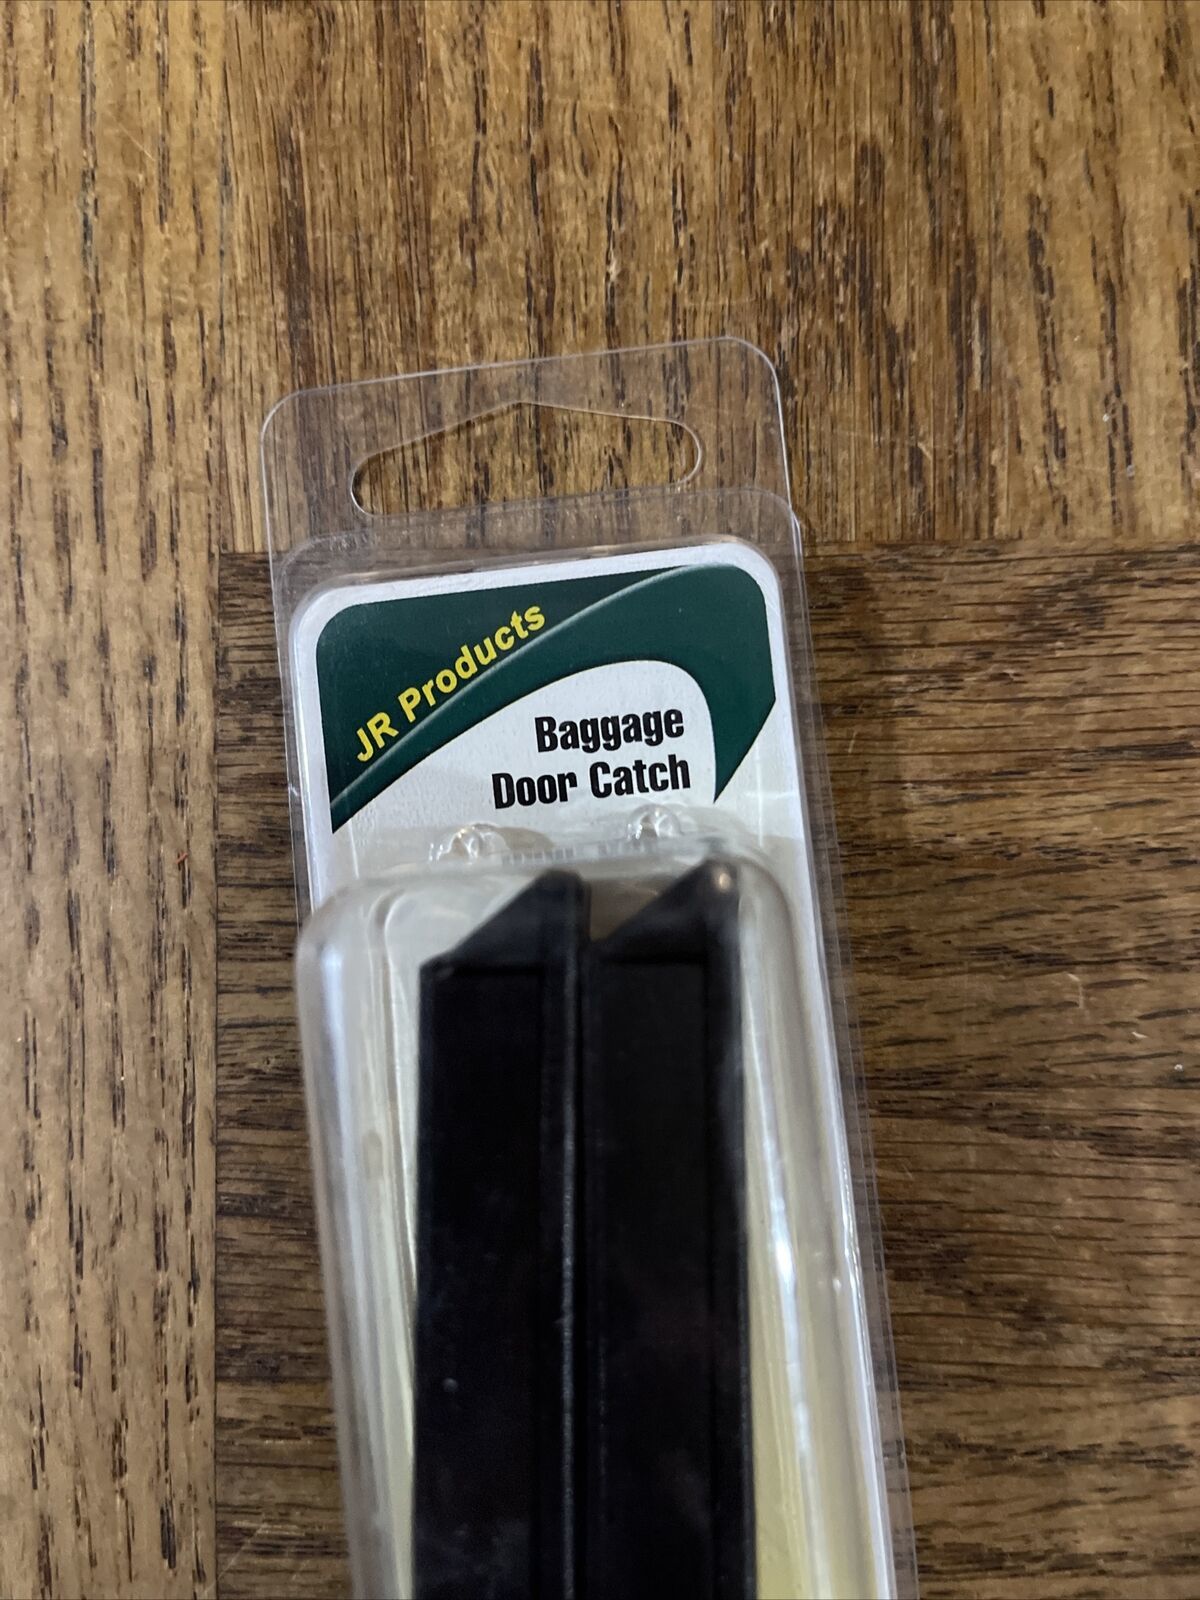 JR Products
Baggage
Door Catch